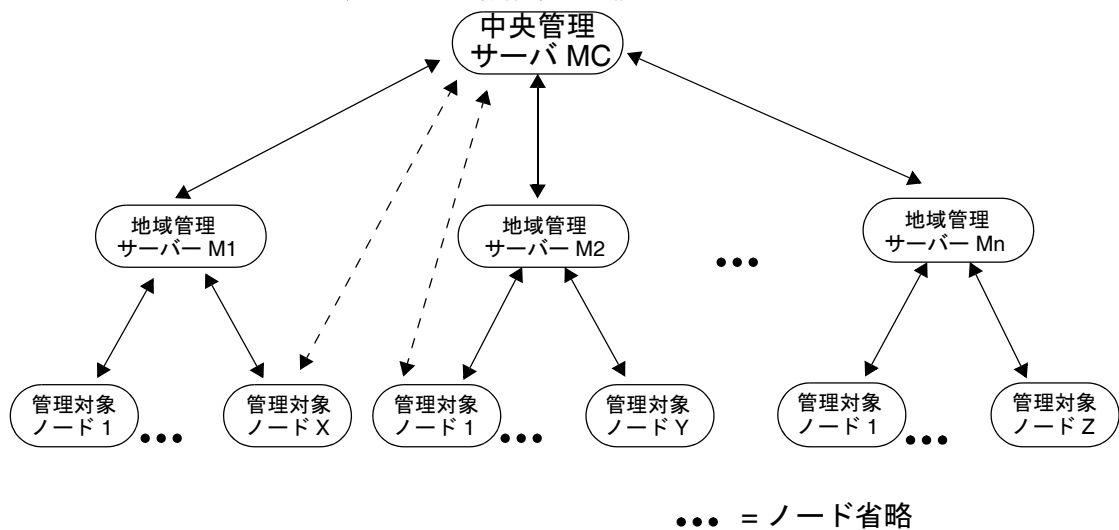 中央管理
サーバ MC
地域管理
サーバー M1
地域管理
サーバー M2
地域管理
サーバー Mn
管理対象
ノード 1
管理対象
ノード X
管理対象
ノード 1
管理対象
ノード Y
管理対象
ノード 1
管理対象
ノード Z
••• = ノード省略